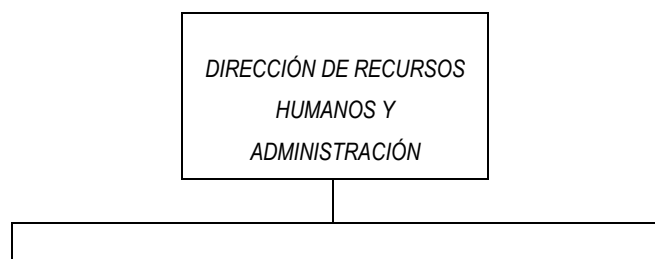 DIRECCIÓN DE RECURSOS
HUMANOS Y
ADMINISTRACIÓN